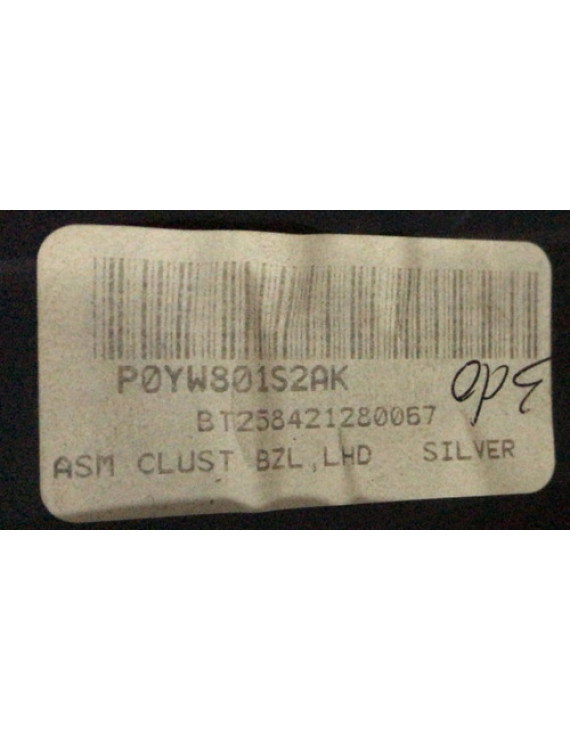 P0YW801S2AK
BT258421280067
ASM CLUST BZL,LHD SILVER